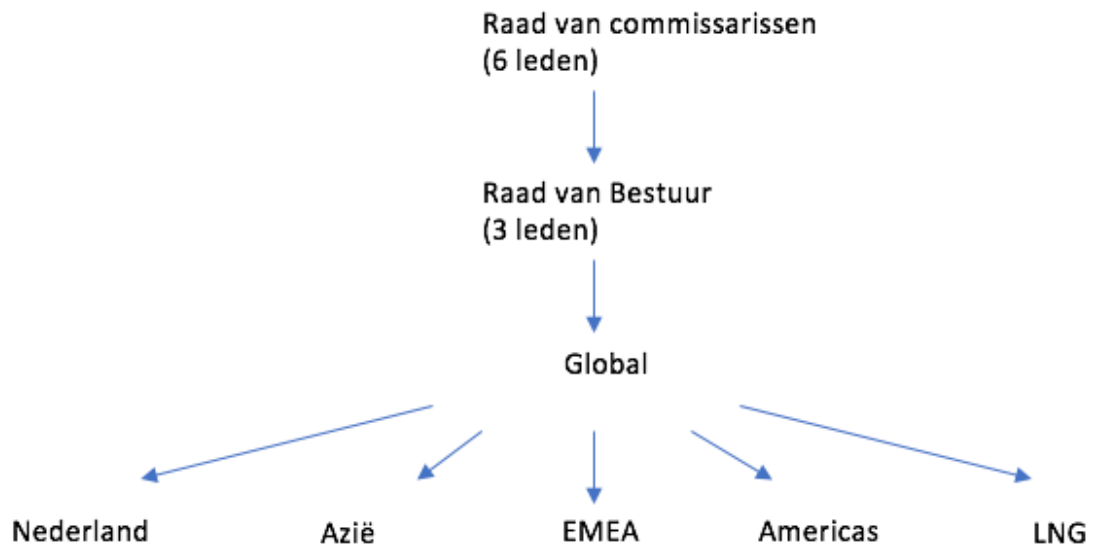 Raad van commissarissen
(6 leden)
Raad van Bestuur
(3 leden)
Global
Nederland Azië EMEA Americas LNG